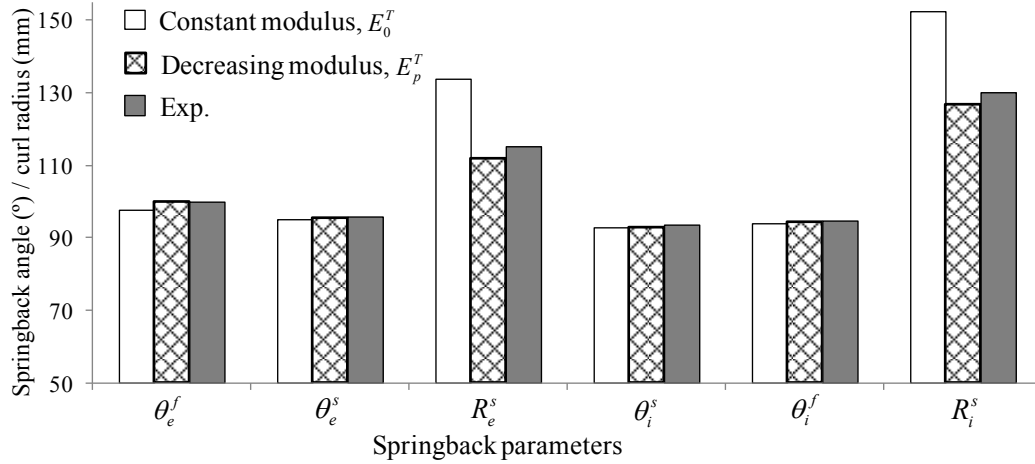 Springback angle (º) / curl radius (mm)
150
130
110
90
70
50
Constant modulus, E_0^T
Decreasing modulus, E_p^T
Exp.
θ_e^f θ_e^s R_e^s θ_i^s θ_i^f R_i^s
Springback parameters